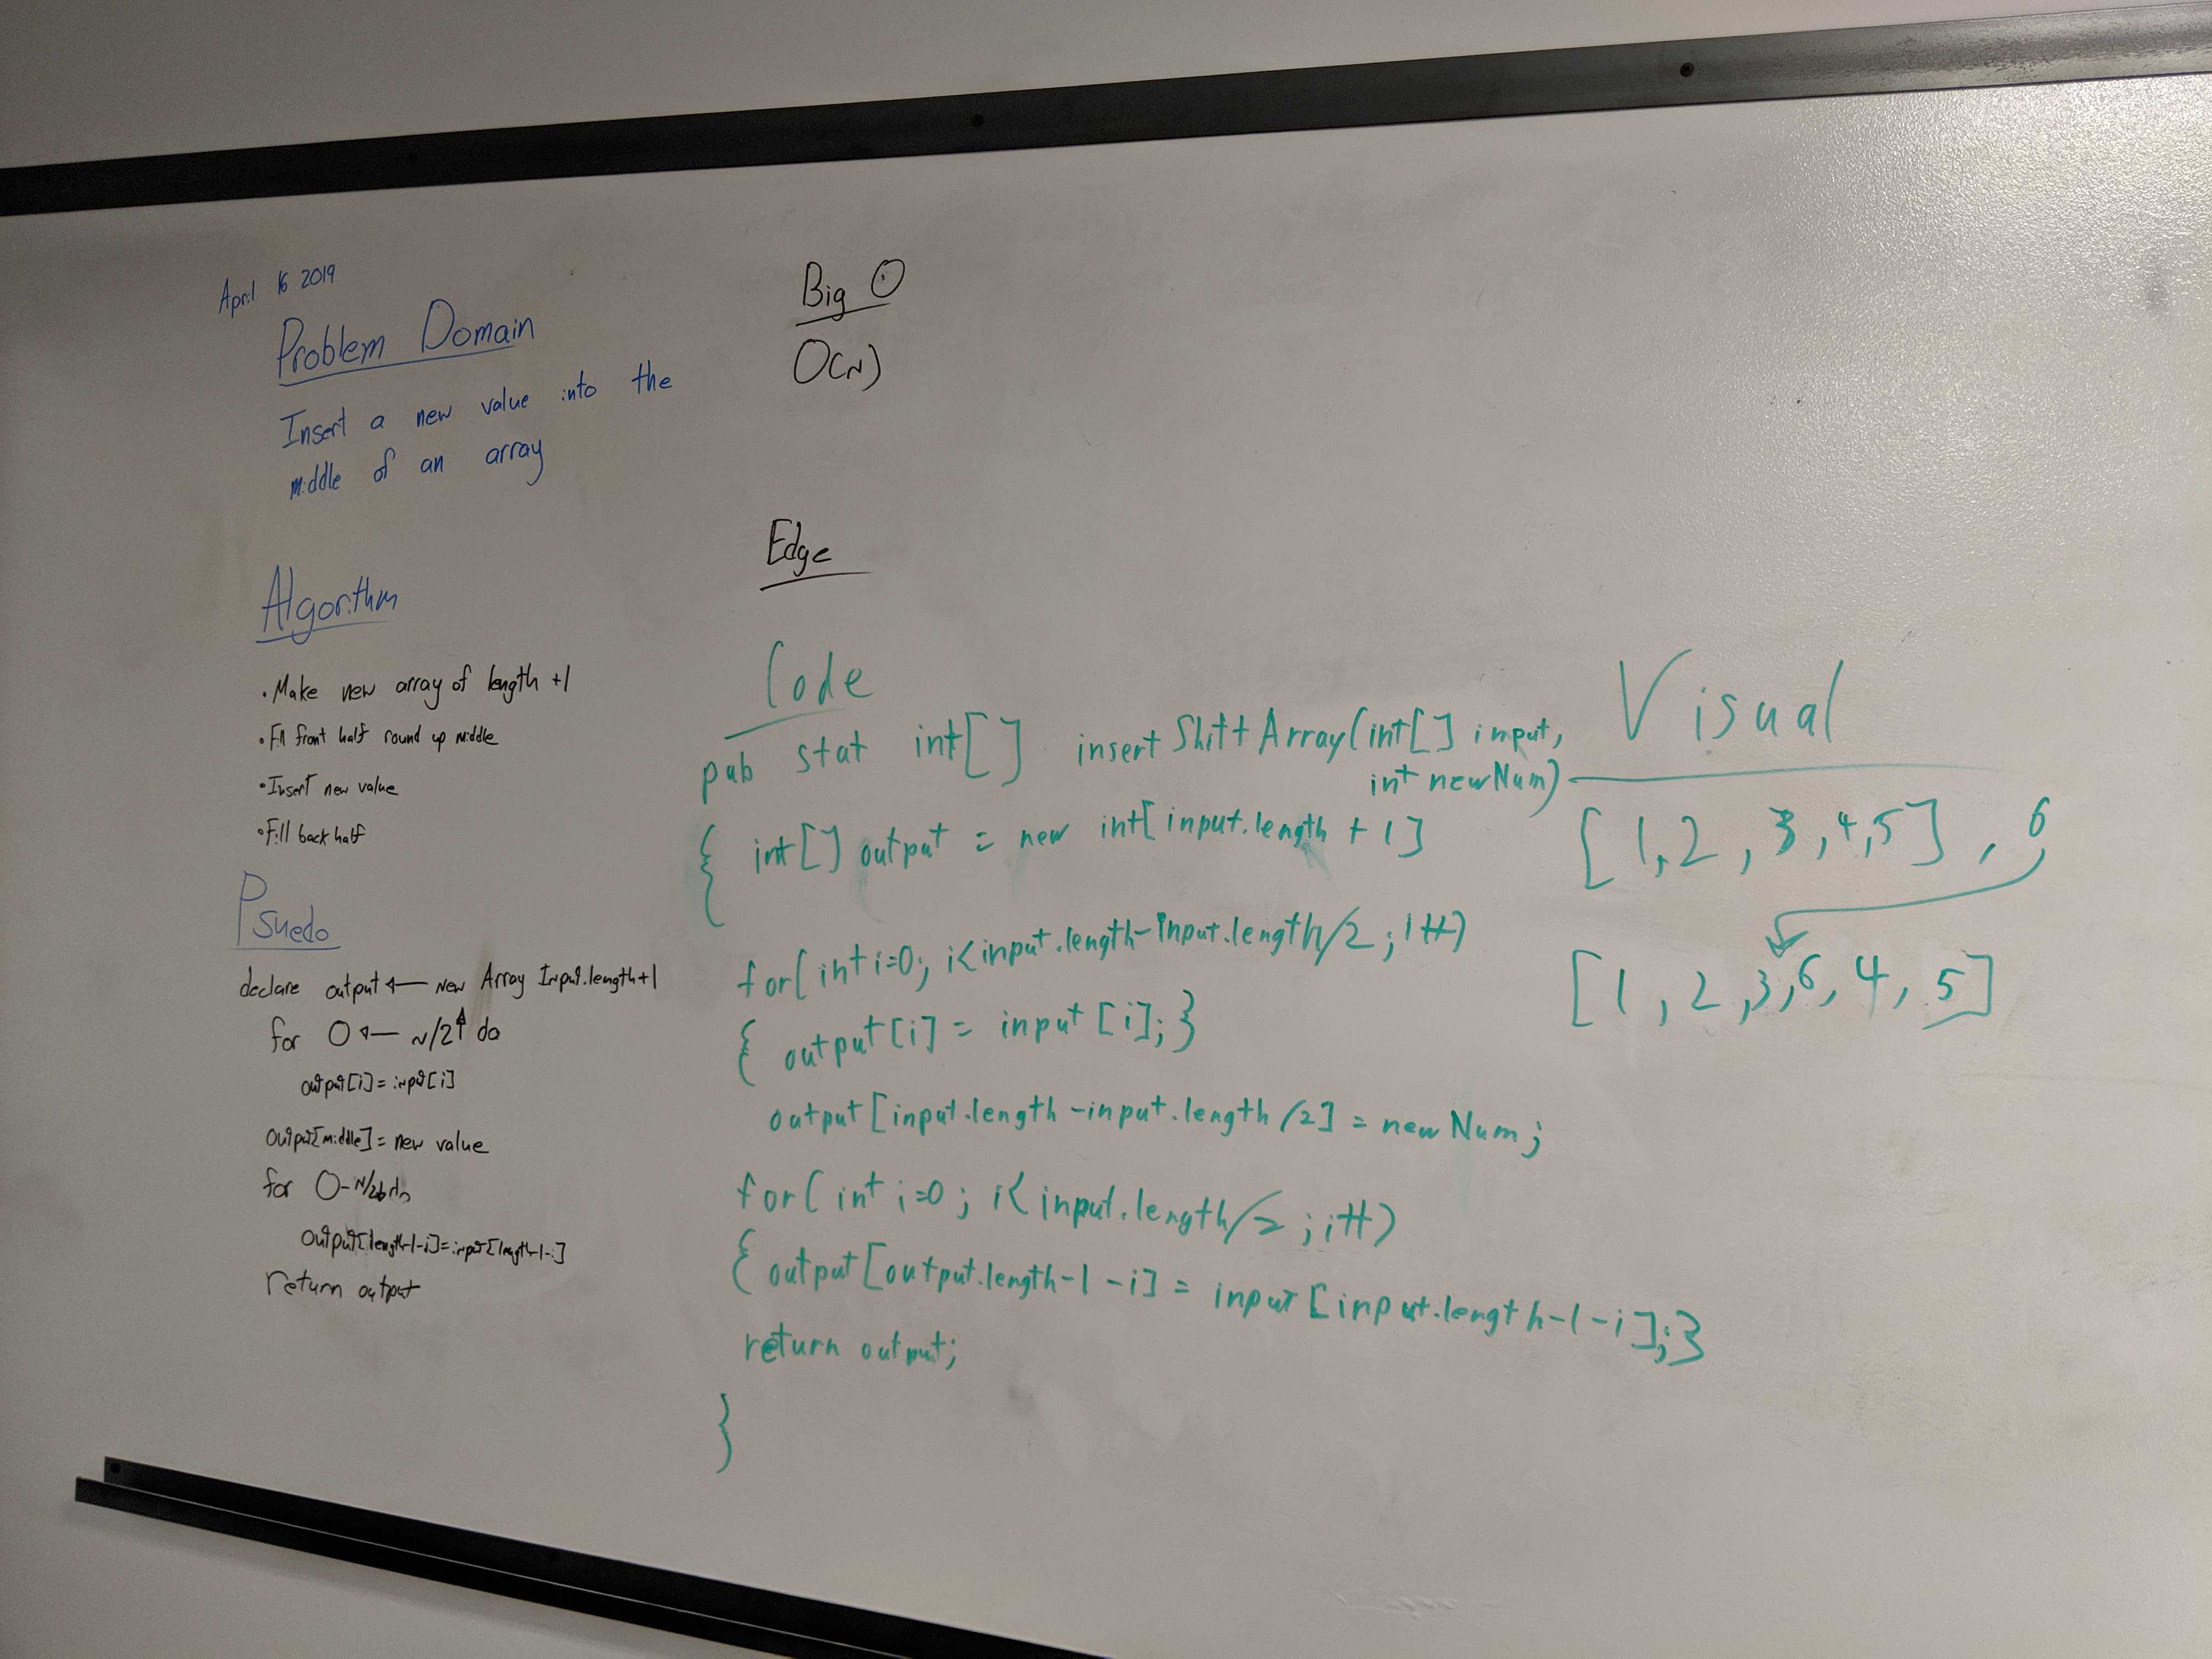 April 16 2019
Problem Domain
Insert a new value into the
middle of an array
Algorithm
• Make new array of length +1
• Fill front half round up middle
• Insert new value
• Fill back half
Psuedo
declare output ← new Array Input.length+1
for 0 ← N/2↑ do
output[i] = input[i]
output[middle] = new value
for 0 - N/2 do
output[length-1-i] = input[length-1-i]
return output
Big O
O(N)
Edge
Code
pub stat int[] insertShiftArray(int[] input,
int newNum)
{ int[] output = new int[input.length + 1]
for(int i=0; i<input.length-input.length/2; i++)
{ output[i] = input[i]; }
output[input.length-input.length/2] = newNum;
for(int i=0; i<input.length/2; i++)
{ output[output.length-1-i] = input[input.length-1-i]; }
return output;
}
Visual
[1,2,3,4,5], 6
[1,2,3,6,4,5]